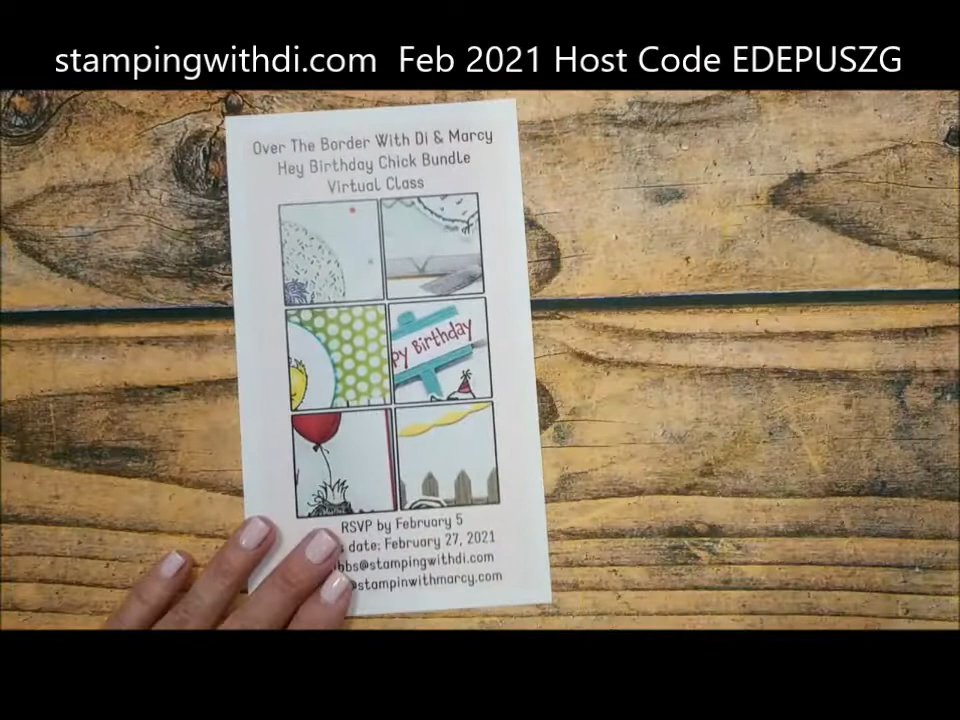 stampingwithdi.com  Feb 2021 Host Code EDEPUSZG
Over The Border With Di & Marcy
Hey Birthday Chick Bundle
Virtual Class
py Birthday
RSVP by February 5
date; February 27, 2021
bbs@stampingwithdi.com
@stampinwithmarcy.com